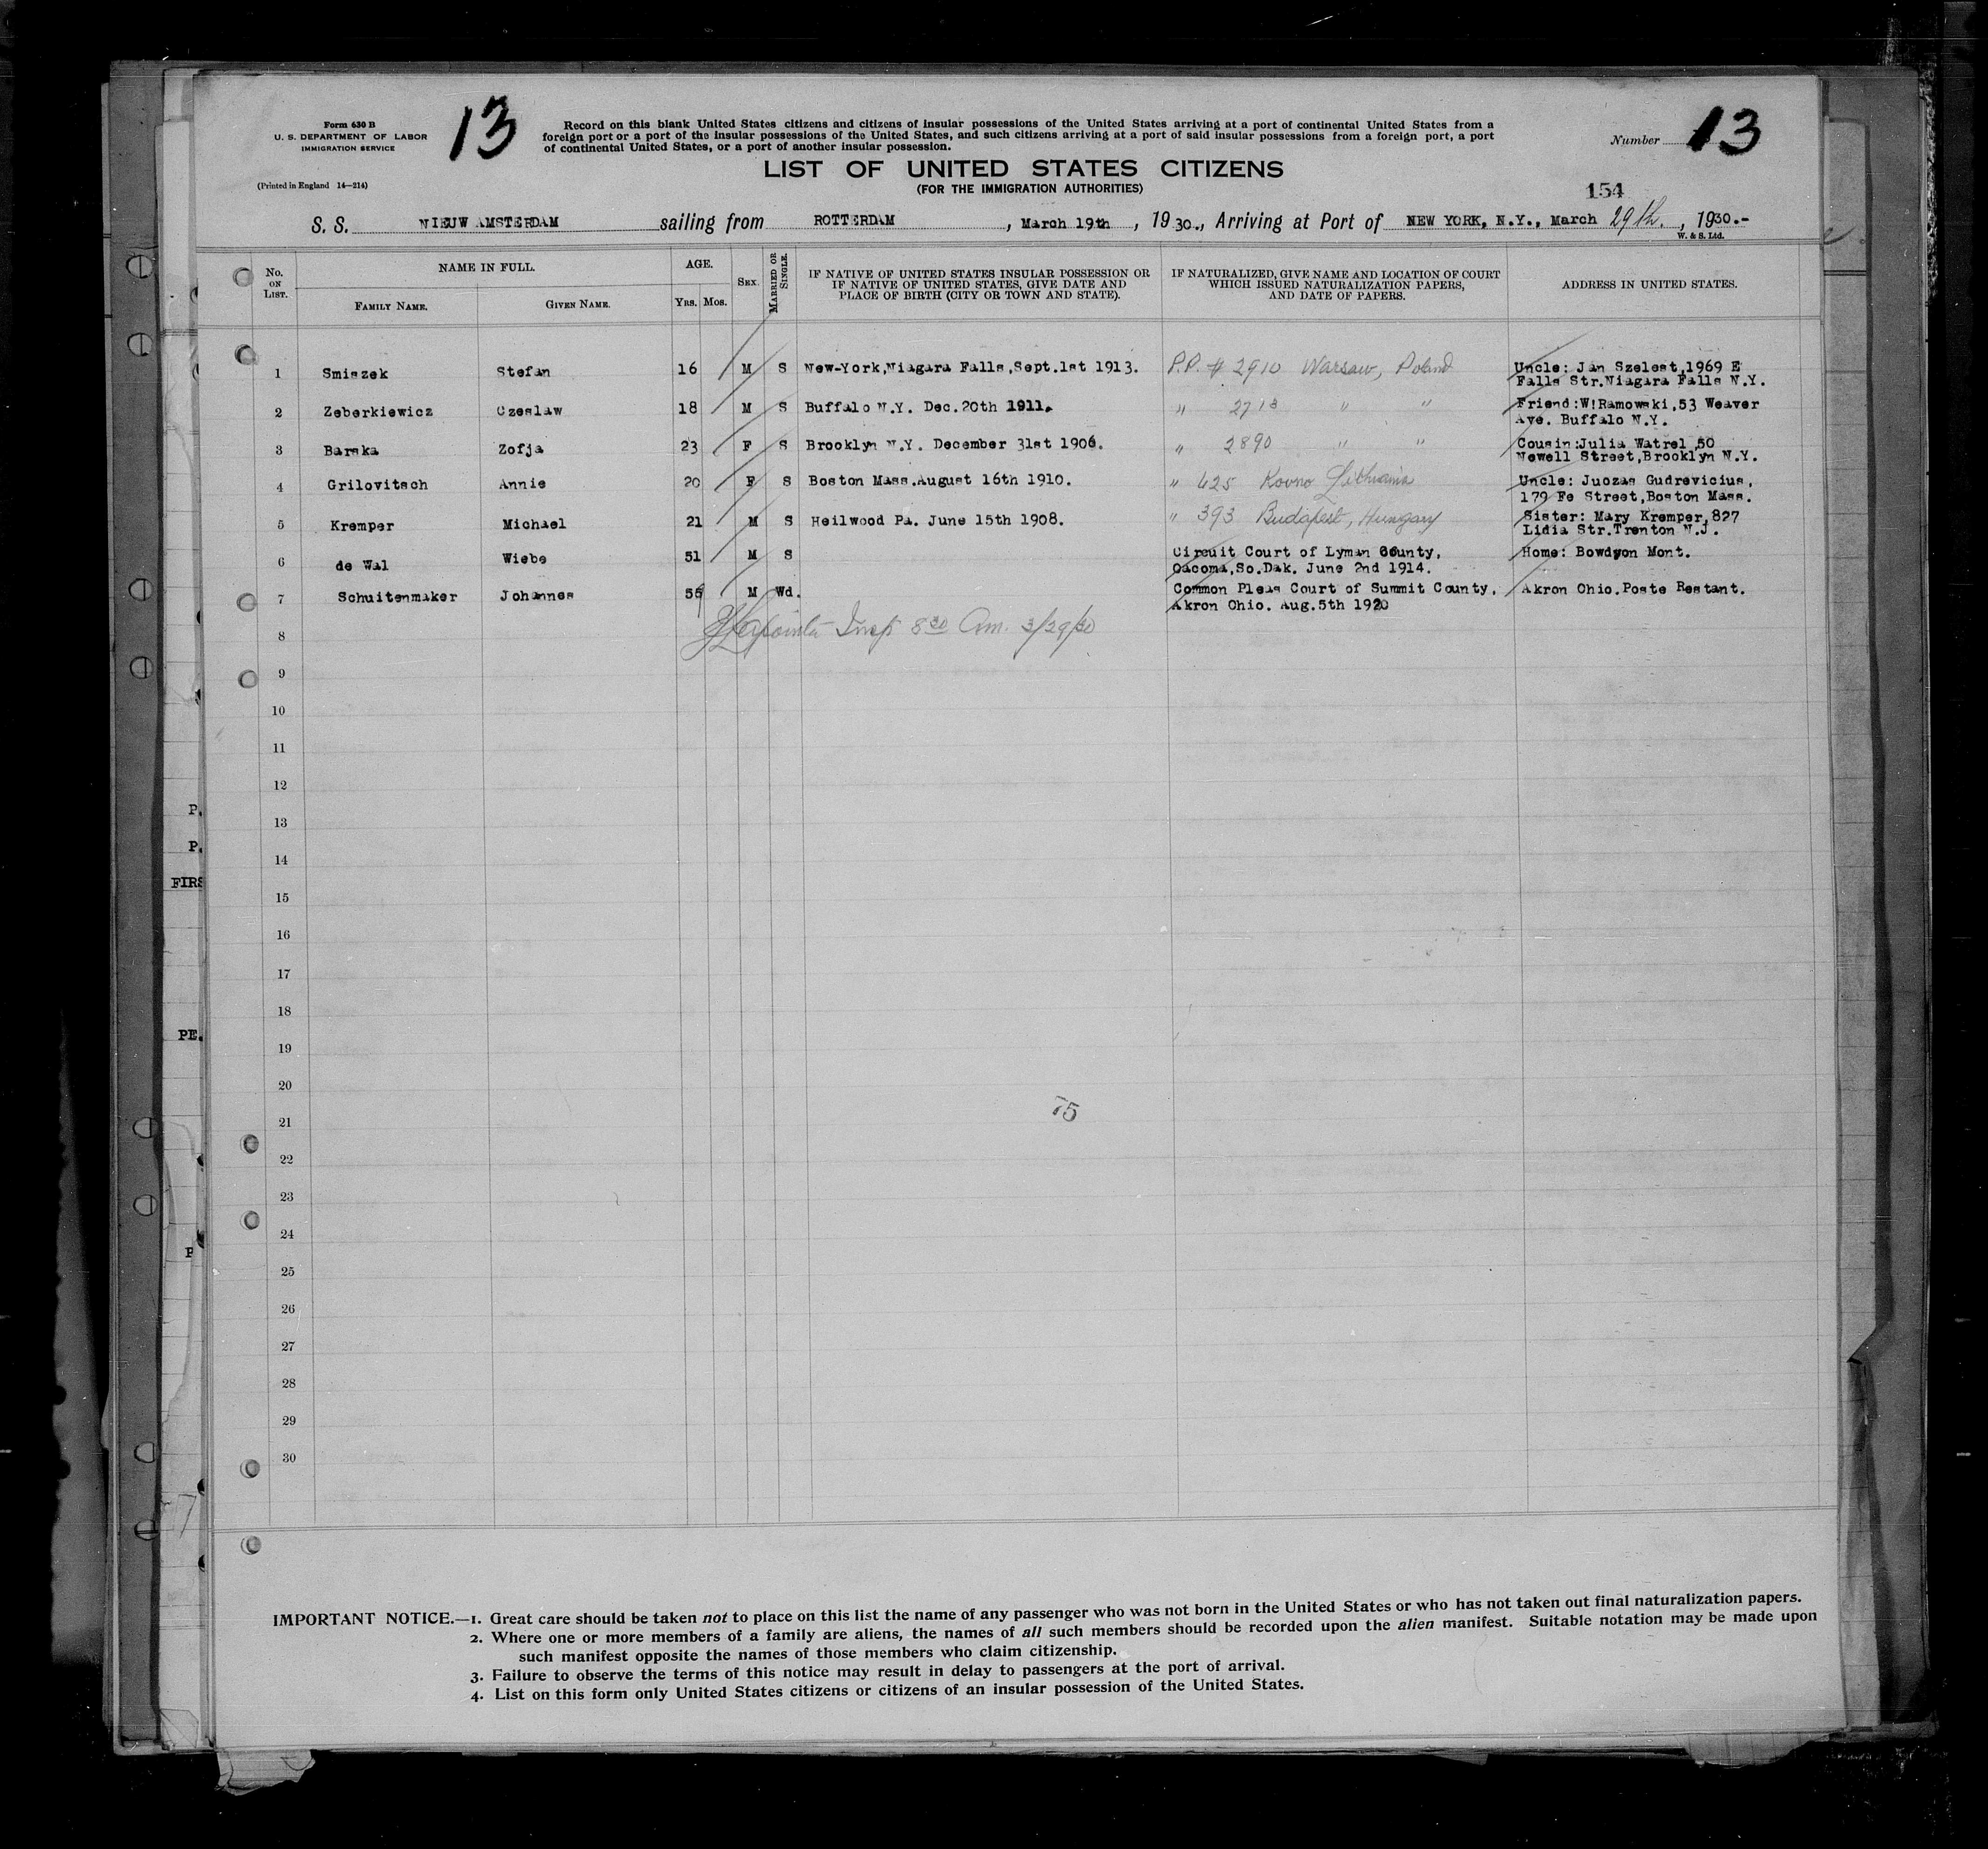 Form 630 B
U. S. DEPARTMENT OF LABOR
IMMIGRATION SERVICE
(Printed in England 14—214)
13
Record on this blank United States citizens and citizens of insular possessions of the United States arriving at a port of continental United States from a
foreign port or a port of the insular possessions of the United States, and such citizens arriving at a port of said insular possessions from a foreign port, a port
of continental United States, or a port of another insular possession.
LIST OF UNITED STATES CITIZENS
(FOR THE IMMIGRATION AUTHORITIES)
Number 13
154
S. S. NIEUW AMSTERDAM sailing from ROTTERDAM , March 19th , 1930., Arriving at Port of NEW YORK, N.Y., March 29th. , 1930.-
W. & S. Ltd.
No. ON LIST.
NAME IN FULL.
FAMILY NAME.
GIVEN NAME.
AGE.
YRS. MOS.
SEX.
MARRIED OR SINGLE.
IF NATIVE OF UNITED STATES INSULAR POSSESSION OR
IF NATIVE OF UNITED STATES, GIVE DATE AND
PLACE OF BIRTH (CITY OR TOWN AND STATE).
IF NATURALIZED, GIVE NAME AND LOCATION OF COURT
WHICH ISSUED NATURALIZATION PAPERS,
AND DATE OF PAPERS.
ADDRESS IN UNITED STATES.
1 Smiszek Stefan 16 M S New-York,Niagara Falls,Sept.1st 1913. P.P. # 2910 Warsaw, Poland Uncle: Jan Szelest,1969 E
Falls Str.Niagara Falls N.Y.
2 Zeberkiewicz Czeslaw 18 M S Buffalo N.Y. Dec.20th 1911. " 2713 " " Friend:W!Ramowski,53 Weaver
Ave. Buffalo N.Y.
3 Barska Zofja 23 F S Brooklyn N.Y. December 31st 1906. " 2890 " " Cousin:Julia Watrel,50
Newell Street,Brooklyn N.Y.
4 Grilovitsch Annie 20 F S Boston Mass.August 16th 1910. " 425 Kovno Lithuania Uncle: Juozas Gudrevicius,
179 Fe Street,Boston Mass.
5 Kremper Michael 21 M S Heilwood Pa. June 15th 1908. " 393 Budapest, Hungary Sister: Mary Kremper,827
Lidia Str.Trenton N.J.
6 de Wal Wiebe 51 M S Circuit Court of Lyman County, Home: Bowdyon Mont.
Oacoma,So.Dak. June 2nd 1914.
7 Schuitenmaker Johannes 55 M Wd. Common Pleas Court of Summit County, Akron Ohio.Poste Restant.
Akron Ohio. Aug.5th 1920
8 Insp 8 30 Am. 3/29/30
9
10
11
12
13
14
15
16
17
18
19
20
75
21
22
23
24
25
26
27
28
29
30
P.
P.
FIRS
PE.
P
IMPORTANT NOTICE.—1. Great care should be taken not to place on this list the name of any passenger who was not born in the United States or who has not taken out final naturalization papers.
2. Where one or more members of a family are aliens, the names of all such members should be recorded upon the alien manifest. Suitable notation may be made upon
such manifest opposite the names of those members who claim citizenship.
3. Failure to observe the terms of this notice may result in delay to passengers at the port of arrival.
4. List on this form only United States citizens or citizens of an insular possession of the United States.